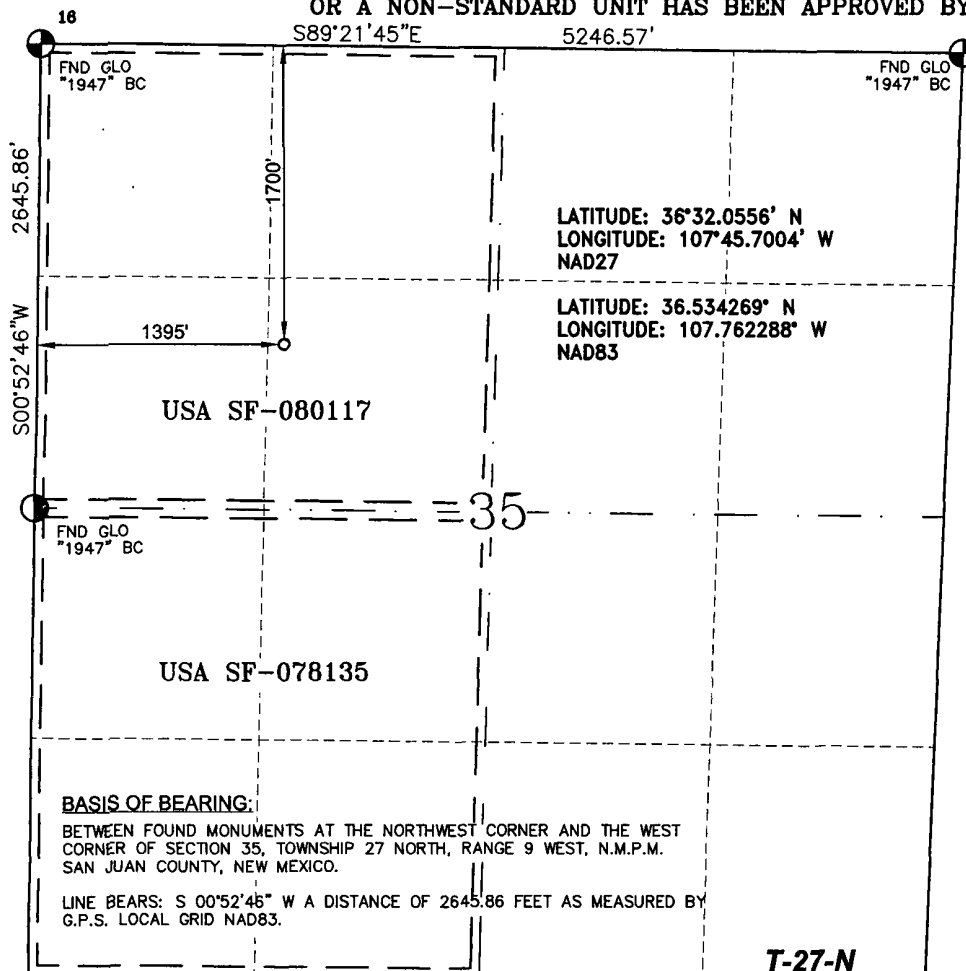 OR A NON-STANDARD UNIT HAS BEEN APPROVED BY
16
S89°21'45"E 5246.57'
FND GLO
"1947" BC
FND GLO
"1947" BC
2645.86'
S00°52'46"W
1700'
LATITUDE: 36°32.0556' N
LONGITUDE: 107°45.7004' W
NAD27
LATITUDE: 36.534269° N
LONGITUDE: 107.762288° W
NAD83
1395'
USA SF-080117
35
FND GLO
"1947" BC
USA SF-078135
BASIS OF BEARING:
BETWEEN FOUND MONUMENTS AT THE NORTHWEST CORNER AND THE WEST
CORNER OF SECTION 35, TOWNSHIP 27 NORTH, RANGE 9 WEST, N.M.P.M.
SAN JUAN COUNTY, NEW MEXICO.
LINE BEARS: S 00°52'46" W A DISTANCE OF 2645.86 FEET AS MEASURED BY
G.P.S. LOCAL GRID NAD83.
T-27-N